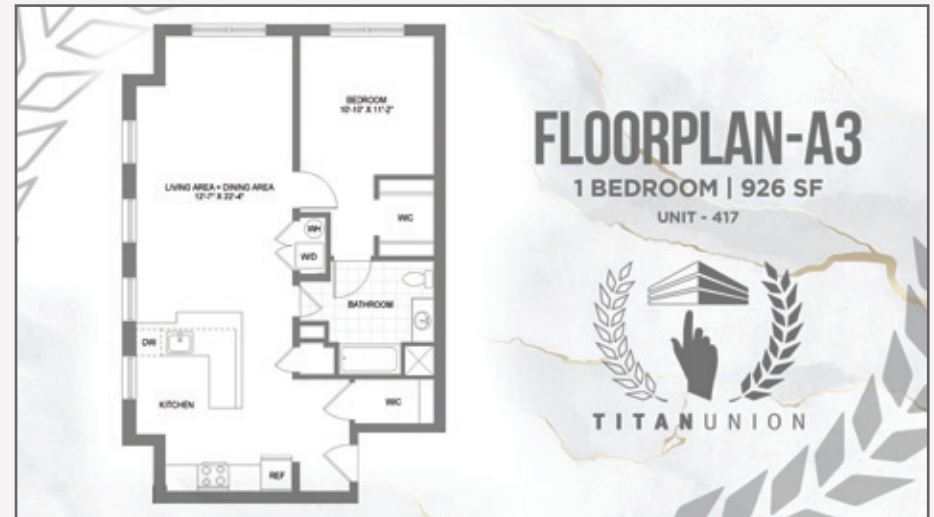 BEDROOM
10'-10" X 11'-2"
LIVING AREA + DINING AREA
12'-7" X 22'-4"
WIC
WH
W/D
BATHROOM
DW
KITCHEN
WIC
REF
FLOORPLAN-A3
1 BEDROOM | 926 SF
UNIT - 417
TITANUNION